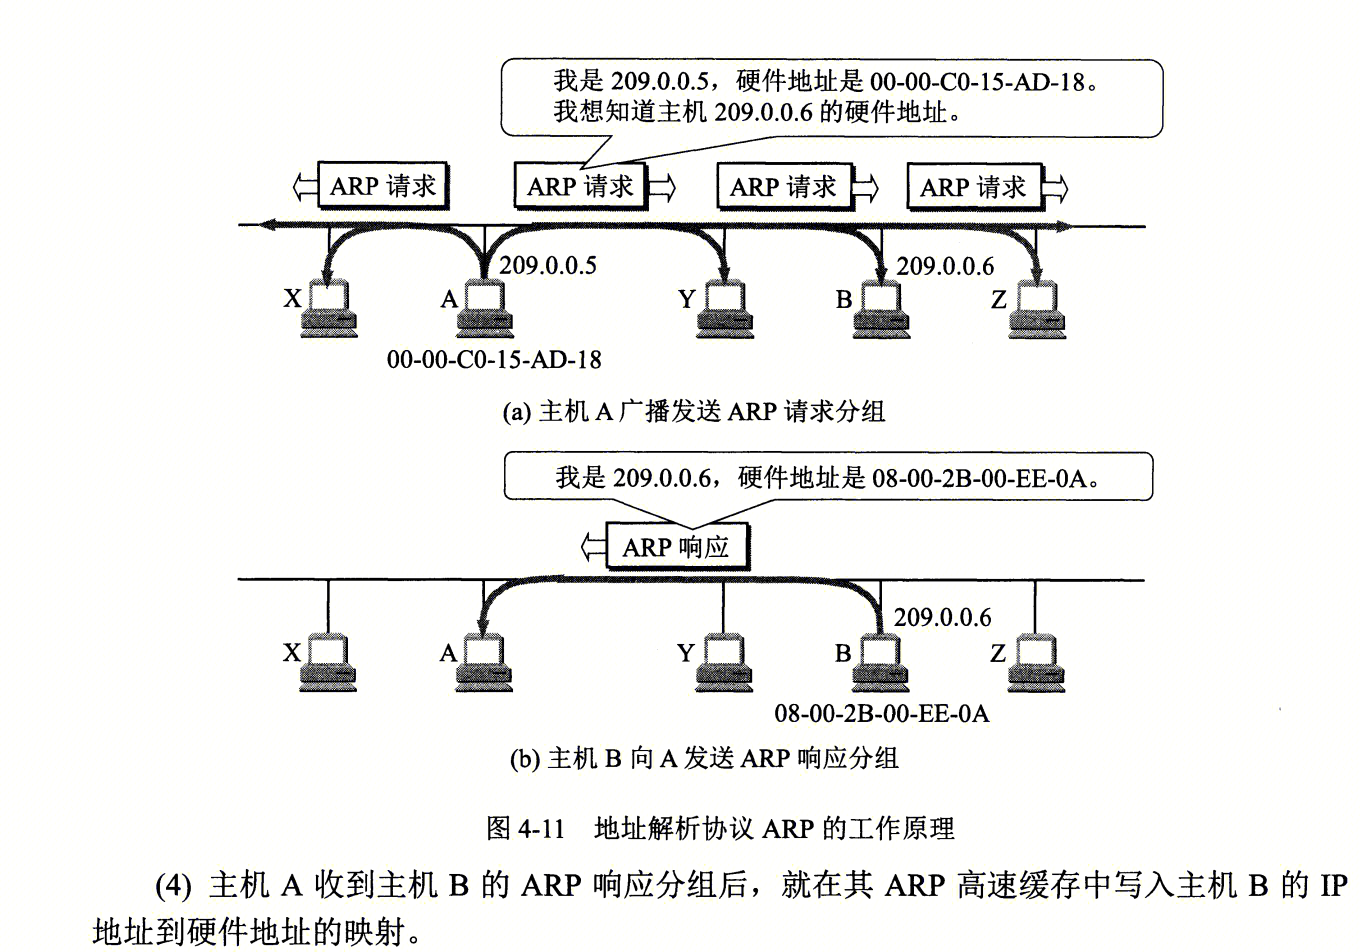 我是 209.0.0.5，硬件地址是 00-00-C0-15-AD-18。
我想知道主机 209.0.0.6 的硬件地址。
ARP 请求
ARP 请求
ARP 请求
ARP 请求
209.0.0.5
209.0.0.6
X
A
Y
B
Z
00-00-C0-15-AD-18
(a) 主机 A 广播发送 ARP 请求分组
我是 209.0.0.6，硬件地址是 08-00-2B-00-EE-0A。
ARP 响应
209.0.0.6
X
A
Y
B
Z
08-00-2B-00-EE-0A
(b) 主机 B 向 A 发送 ARP 响应分组
图 4-11 地址解析协议 ARP 的工作原理
(4) 主机 A 收到主机 B 的 ARP 响应分组后，就在其 ARP 高速缓存中写入主机 B 的 IP
地址到硬件地址的映射。